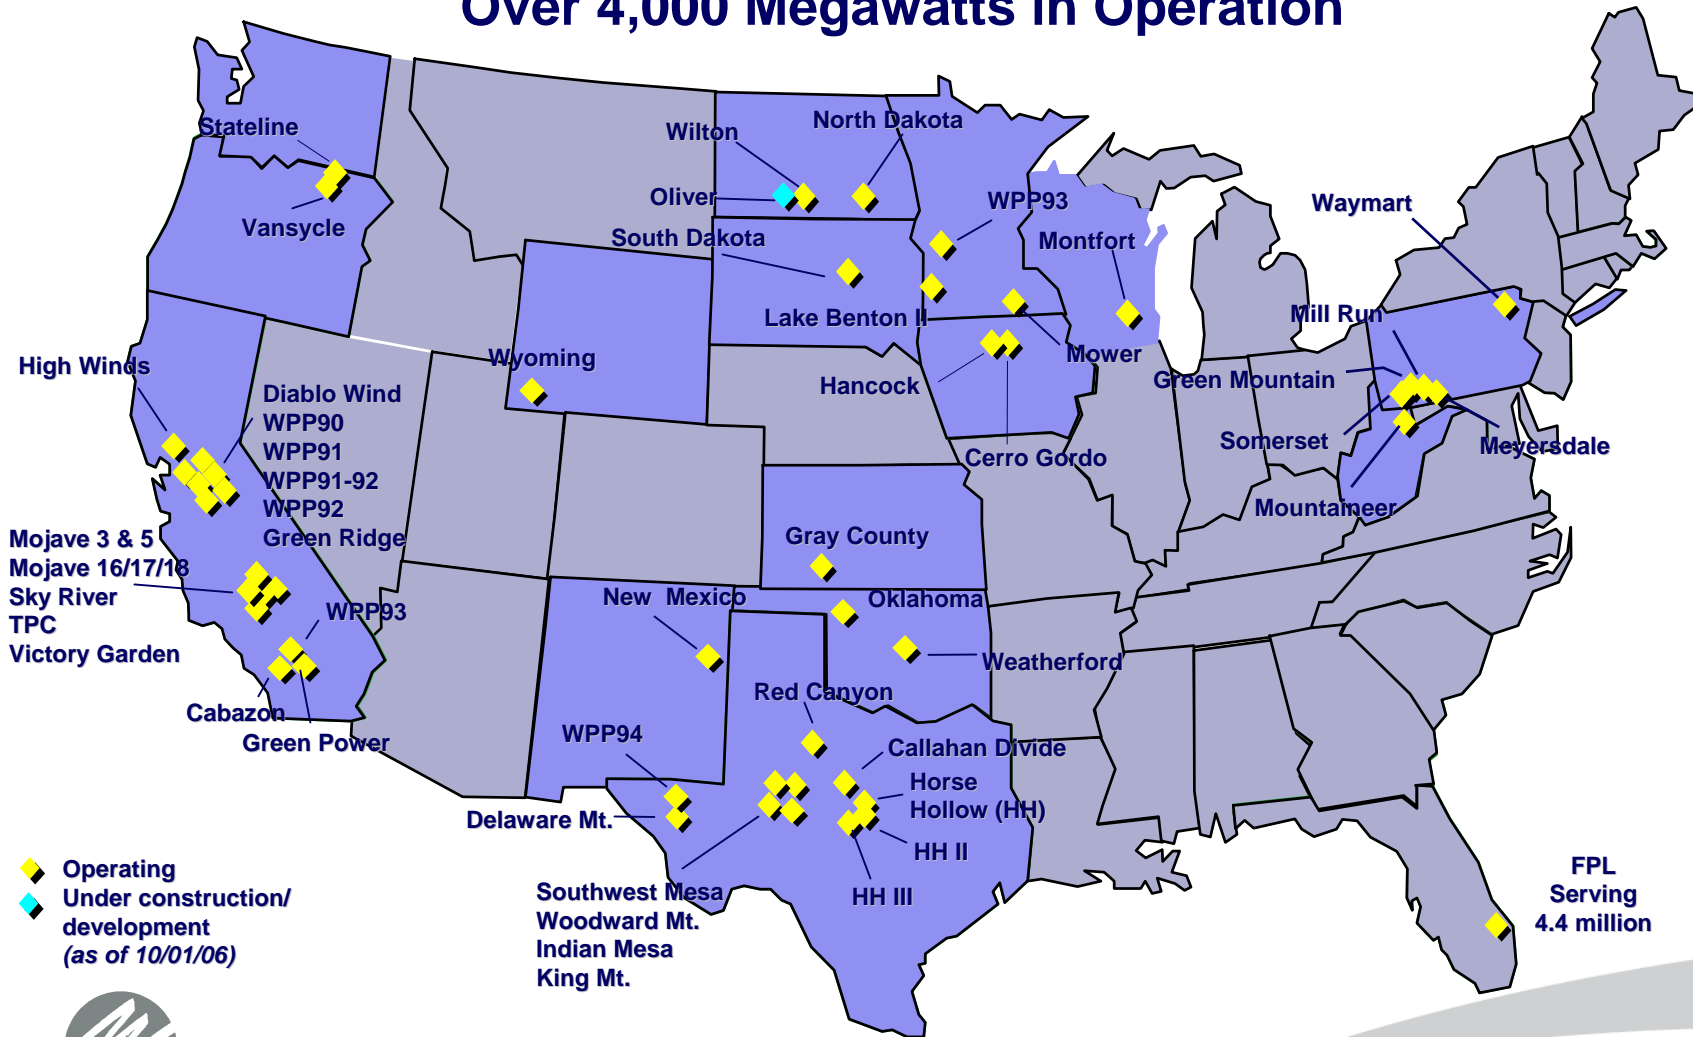 Over 4,000 Megawatts in Operation
Stateline
Vansycle
Wilton
North Dakota
Oliver
South Dakota
WPP93
Montfort
Waymart
Lake Benton II
Mill Run
Mower
High Winds
Wyoming
Hancock
Green Mountain
Diablo Wind
WPP90
WPP91
WPP91-92
WPP92
Green Ridge
Cerro Gordo
Somerset
Meyersdale
Mountaineer
Mojave 3 & 5
Mojave 16/17/18
Sky River
TPC
Victory Garden
WPP93
Gray County
New Mexico
Oklahoma
Weatherford
Cabazon
Green Power
Red Canyon
WPP94
Callahan Divide
Horse
Hollow (HH)
Delaware Mt.
HH II
HH III
Southwest Mesa
Woodward Mt.
Indian Mesa
King Mt.
Operating
Under construction/
development
(as of 10/01/06)
FPL
Serving
4.4 million